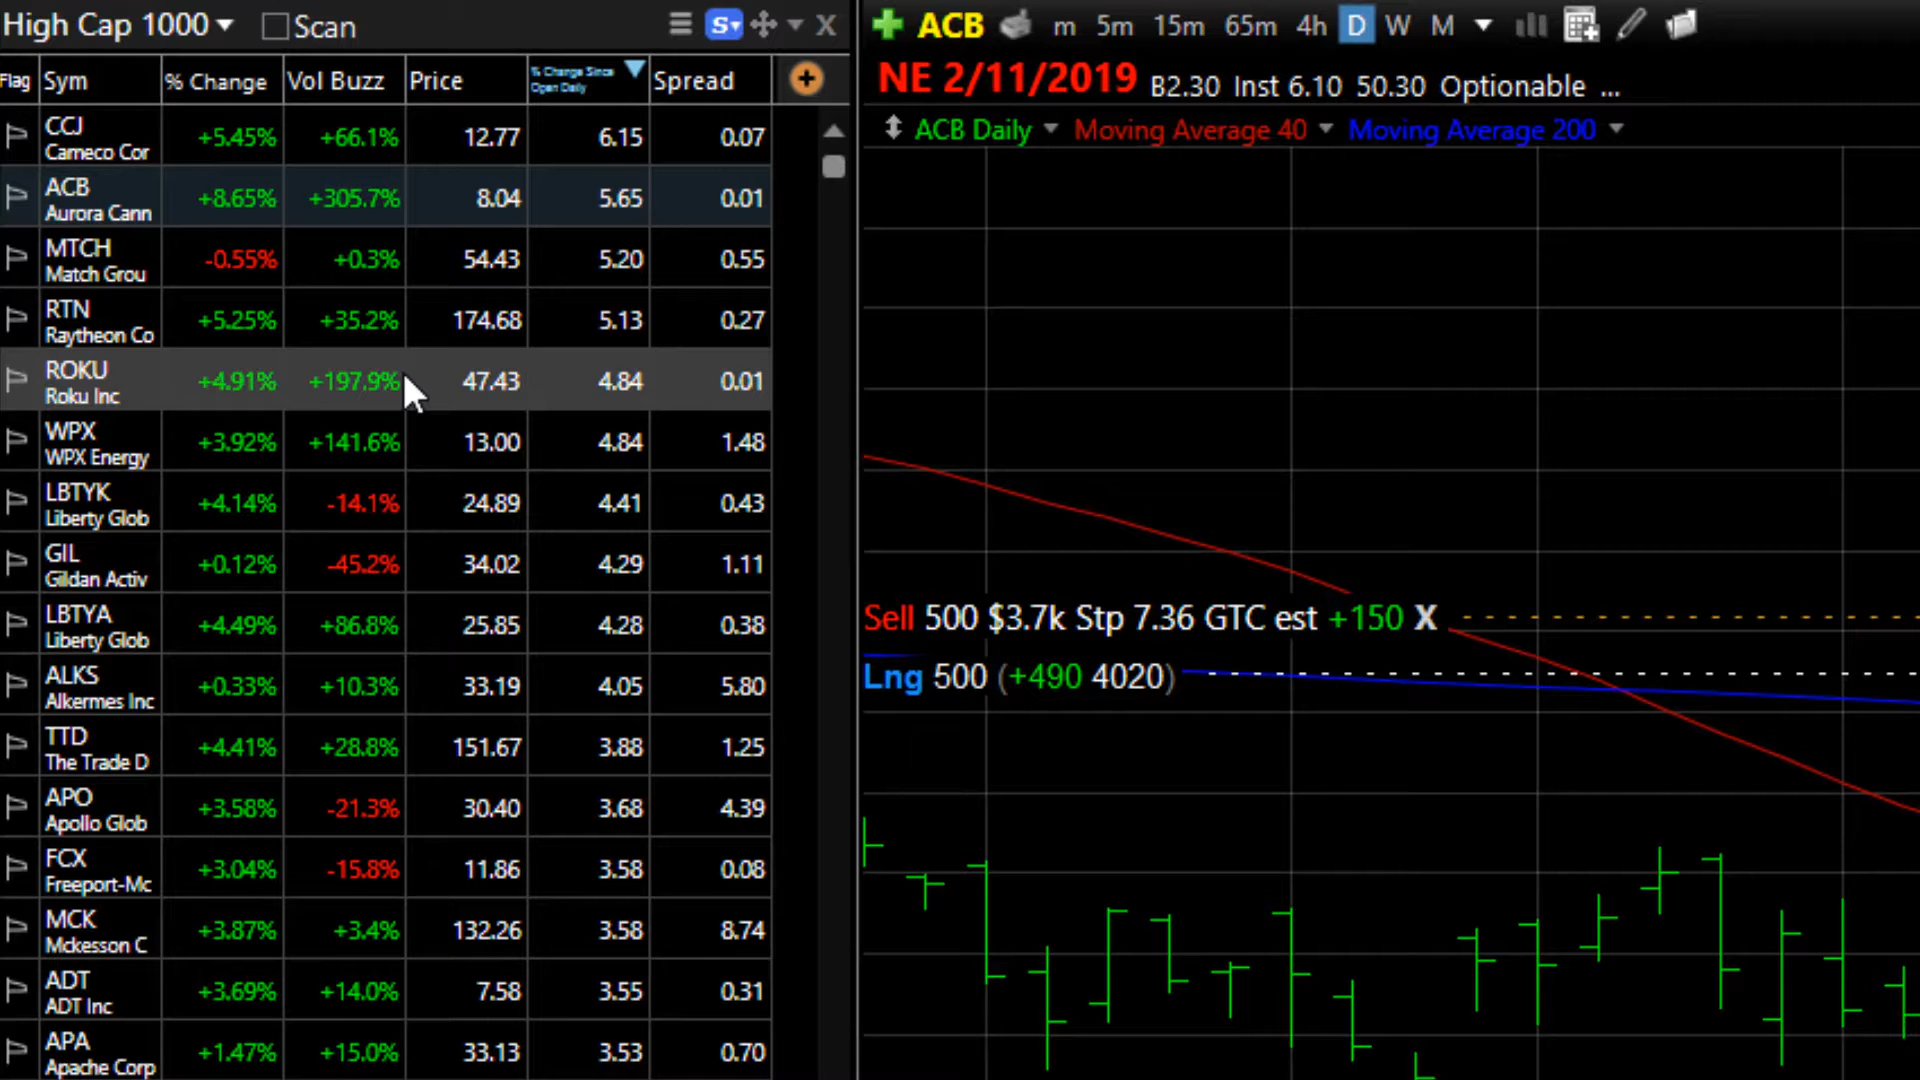 High Cap 1000 Scan S X
Flag Sym % Change Vol Buzz Price % Change Since Open Daily Spread
CCJ Cameco Cor +5.45% +66.1% 12.77 6.15 0.07
ACB Aurora Cann +8.65% +305.7% 8.04 5.65 0.01
MTCH Match Grou -0.55% +0.3% 54.43 5.20 0.55
RTN Raytheon Co +5.25% +35.2% 174.68 5.13 0.27
ROKU Roku Inc +4.91% +197.9% 47.43 4.84 0.01
WPX WPX Energy +3.92% +141.6% 13.00 4.84 1.48
LBTYK Liberty Glob +4.14% -14.1% 24.89 4.41 0.43
GIL Gildan Activ +0.12% -45.2% 34.02 4.29 1.11
LBTYA Liberty Glob +4.49% +86.8% 25.85 4.28 0.38
ALKS Alkermes Inc +0.33% +10.3% 33.19 4.05 5.80
TTD The Trade D +4.41% +28.8% 151.67 3.88 1.25
APO Apollo Glob +3.58% -21.3% 30.40 3.68 4.39
FCX Freeport-Mc +3.04% -15.8% 11.86 3.58 0.08
MCK Mckesson C +3.87% +3.4% 132.26 3.58 8.74
ADT ADT Inc +3.69% +14.0% 7.58 3.55 0.31
APA Apache Corp +1.47% +15.0% 33.13 3.53 0.70
ACB m 5m 15m 65m 4h D W M
NE 2/11/2019 B2.30 Inst 6.10 50.30 Optionable ...
ACB Daily Moving Average 40 Moving Average 200
Sell 500 $3.7k Stp 7.36 GTC est +150 X
Lng 500 (+490 4020)